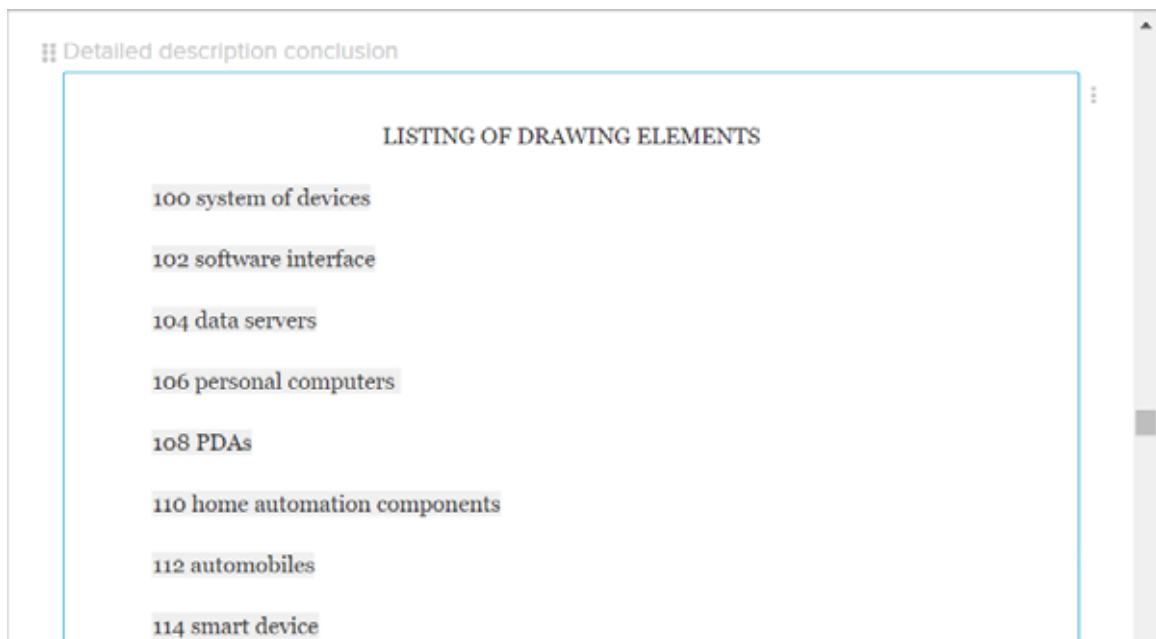 Detailed description conclusion
LISTING OF DRAWING ELEMENTS
100 system of devices
102 software interface
104 data servers
106 personal computers
108 PDAs
110 home automation components
112 automobiles
114 smart device